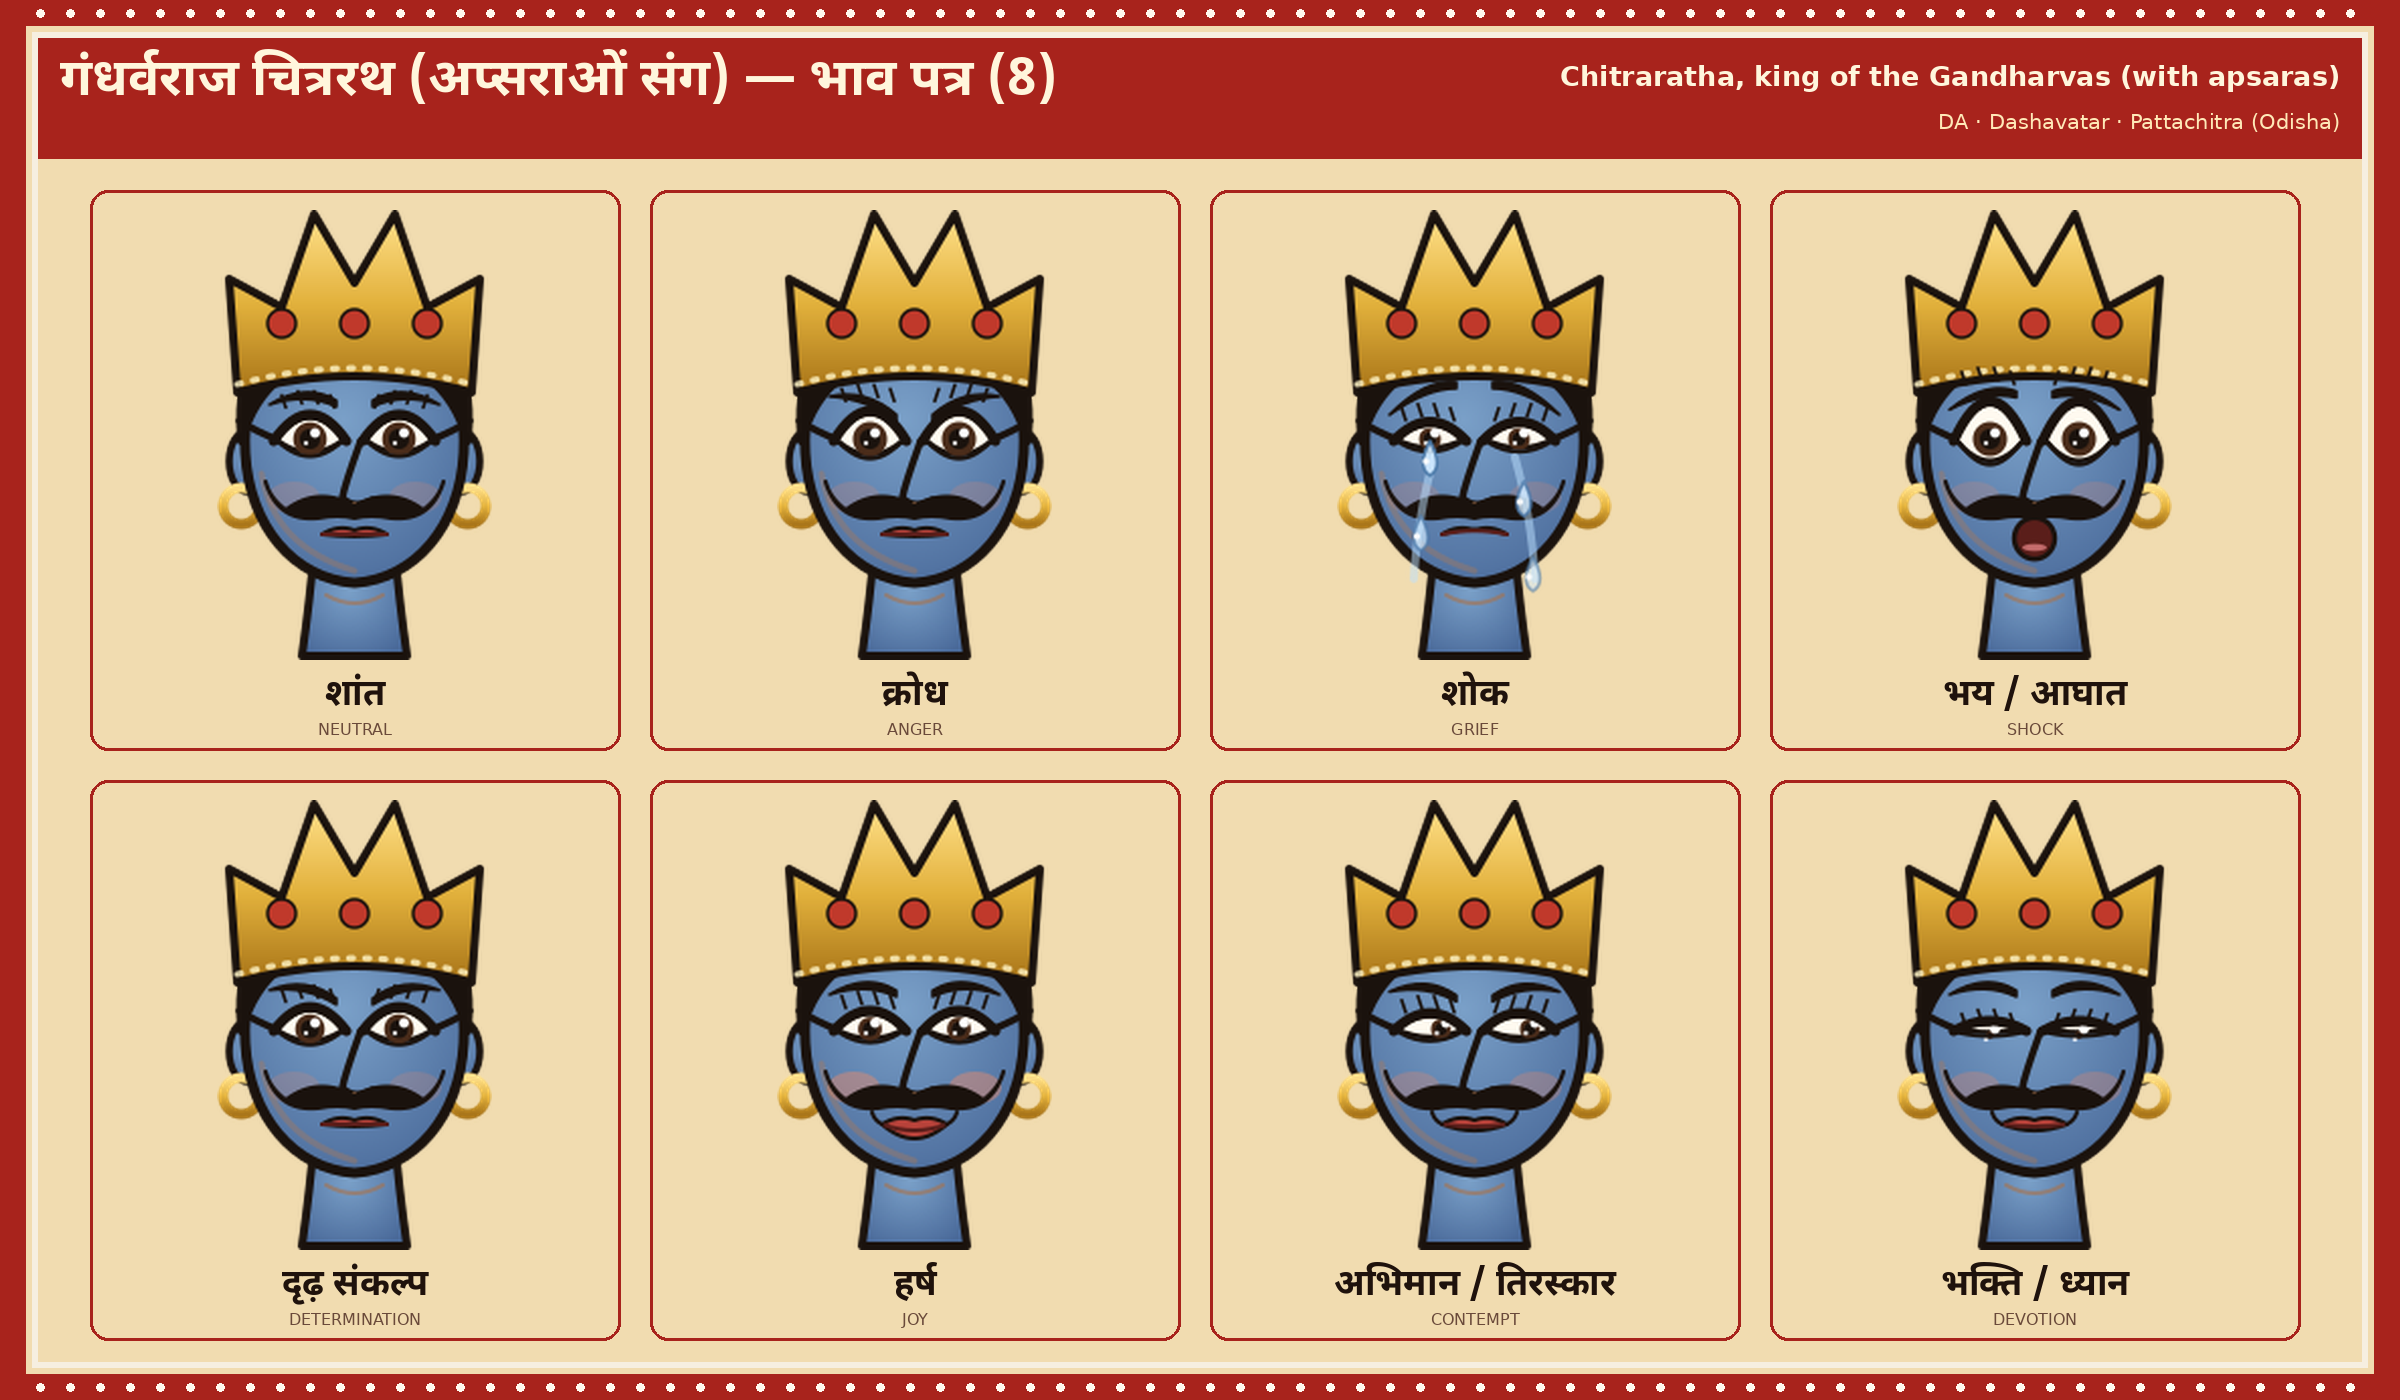 गंधर्वराज चित्ररथ (अप्सराओं संग) — भाव पत्र (8)
Chitraratha, king of the Gandharvas (with apsaras)
DA · Dashavatar · Pattachitra (Odisha)
शांत
NEUTRAL
क्रोध
ANGER
शोक
GRIEF
भय / आघात
SHOCK
दृढ़ संकल्प
DETERMINATION
हर्ष
JOY
अभिमान / तिरस्कार
CONTEMPT
भक्ति / ध्यान
DEVOTION